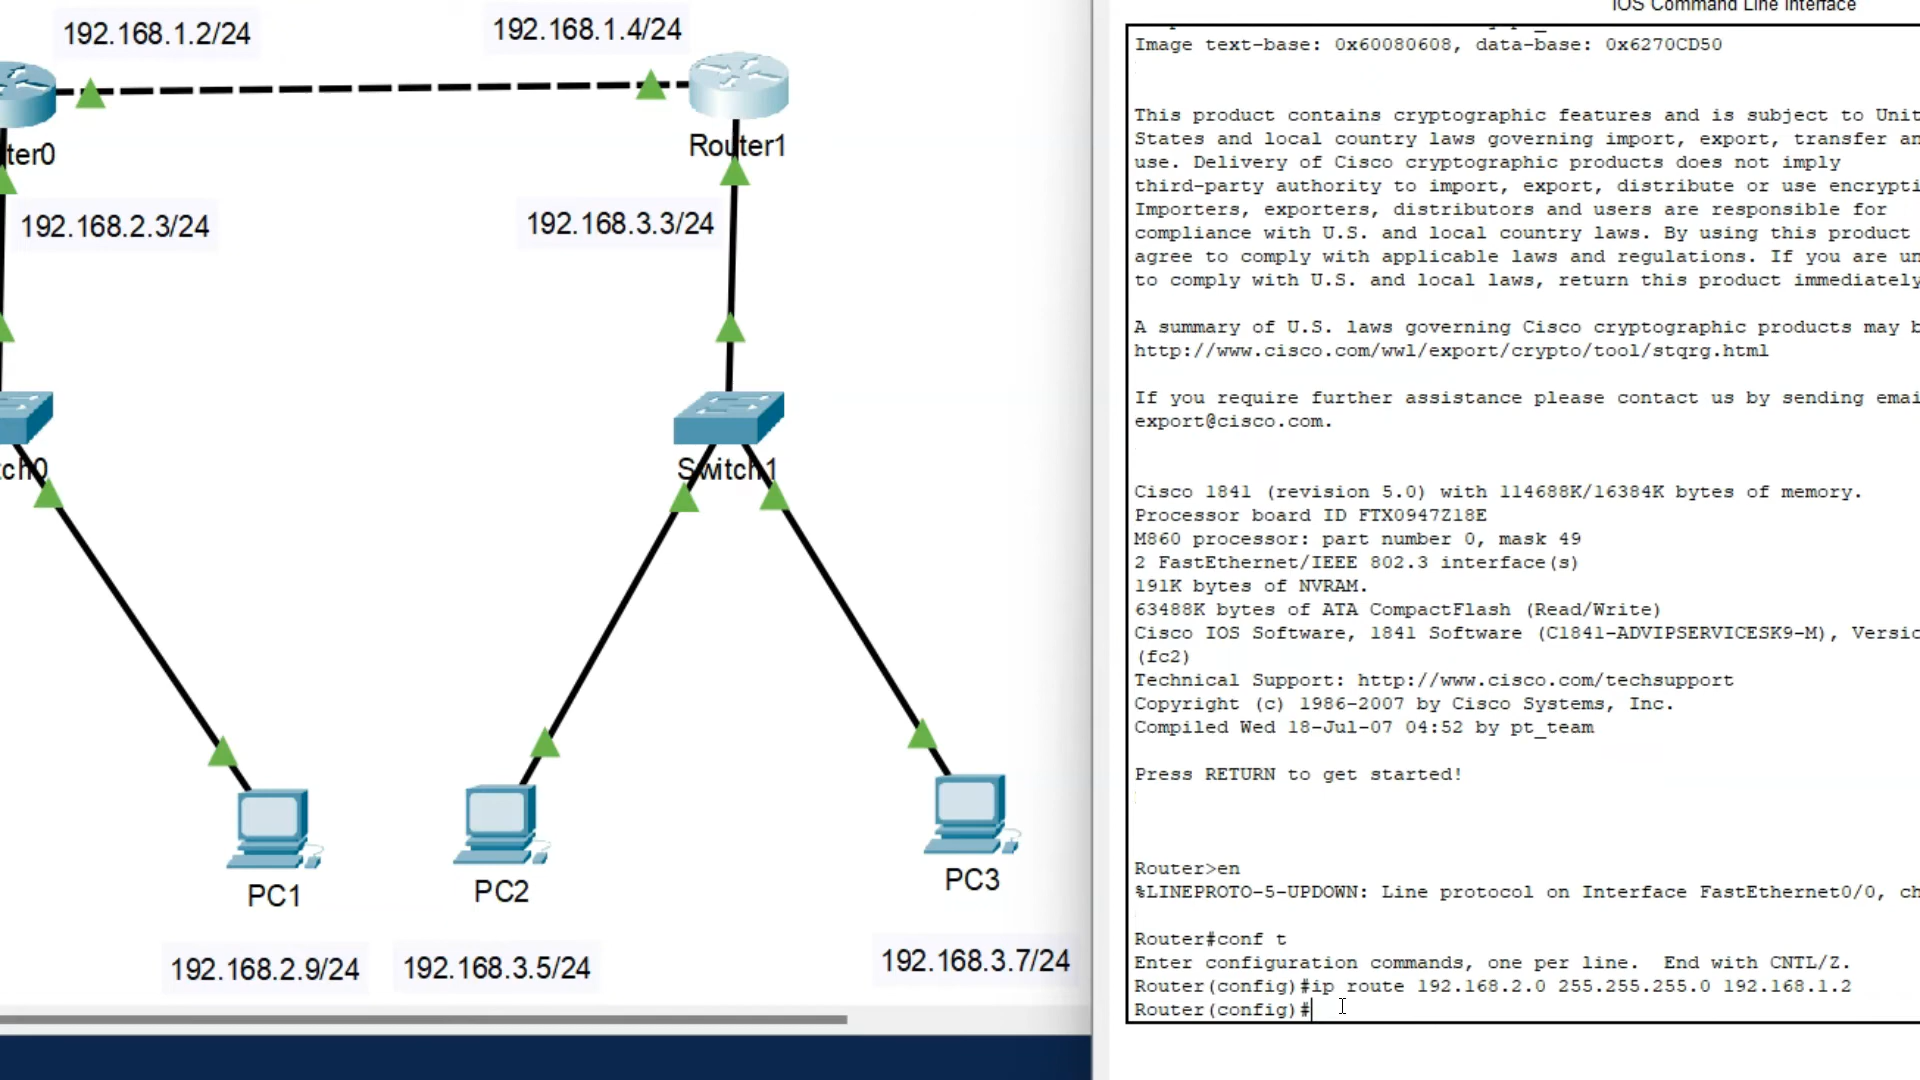 192.168.1.2/24
192.168.1.4/24
ter0
Router1
192.168.2.3/24
192.168.3.3/24
tch0
Switch1
PC1
PC2
PC3
192.168.2.9/24
192.168.3.5/24
192.168.3.7/24
IOS Command Line Interface
Image text-base: 0x60080608, data-base: 0x6270CD50
This product contains cryptographic features and is subject to Unit
States and local country laws governing import, export, transfer an
use. Delivery of Cisco cryptographic products does not imply
third-party authority to import, export, distribute or use encrypti
Importers, exporters, distributors and users are responsible for
compliance with U.S. and local country laws. By using this product
agree to comply with applicable laws and regulations. If you are un
to comply with U.S. and local laws, return this product immediately
A summary of U.S. laws governing Cisco cryptographic products may b
http://www.cisco.com/wwl/export/crypto/tool/stqrg.html
If you require further assistance please contact us by sending emai
export@cisco.com.
Cisco 1841 (revision 5.0) with 114688K/16384K bytes of memory.
Processor board ID FTX0947Z18E
M860 processor: part number 0, mask 49
2 FastEthernet/IEEE 802.3 interface(s)
191K bytes of NVRAM.
63488K bytes of ATA CompactFlash (Read/Write)
Cisco IOS Software, 1841 Software (C1841-ADVIPSERVICESK9-M), Versio
(fc2)
Technical Support: http://www.cisco.com/techsupport
Copyright (c) 1986-2007 by Cisco Systems, Inc.
Compiled Wed 18-Jul-07 04:52 by pt_team
Press RETURN to get started!
Router>en
%LINEPROTO-5-UPDOWN: Line protocol on Interface FastEthernet0/0, ch
Router#conf t
Enter configuration commands, one per line.  End with CNTL/Z.
Router(config)#ip route 192.168.2.0 255.255.255.0 192.168.1.2
Router(config)#